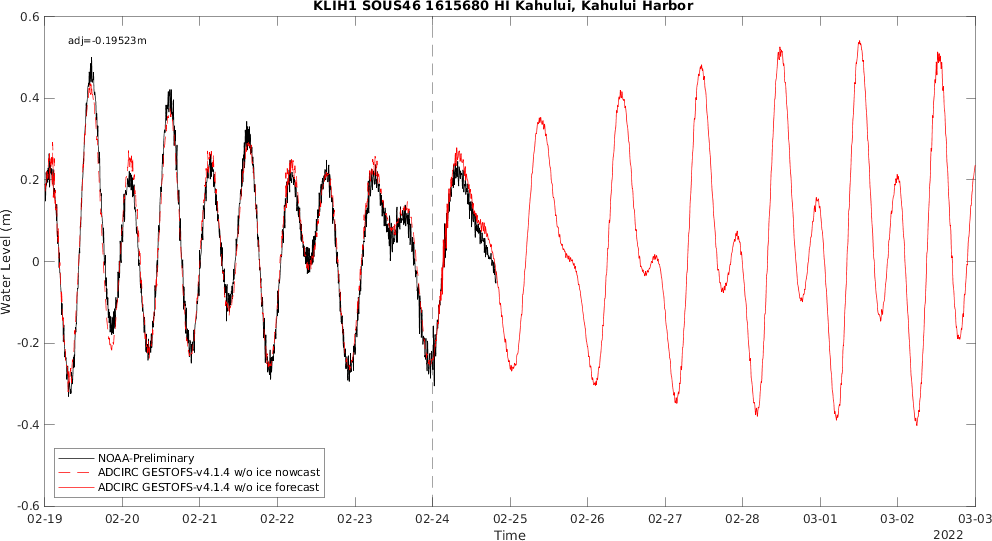 KLIH1 SOUS46 1615680 HI Kahului, Kahului Harbor
adj=-0.19523m
0.6
0.4
0.2
0
-0.2
-0.4
-0.6
Water Level (m)
NOAA-Preliminary
ADCIRC GESTOFS-v4.1.4 w/o ice nowcast
ADCIRC GESTOFS-v4.1.4 w/o ice forecast
02-19 02-20 02-21 02-22 02-23 02-24 02-25 02-26 02-27 02-28 03-01 03-02 03-03
Time
2022